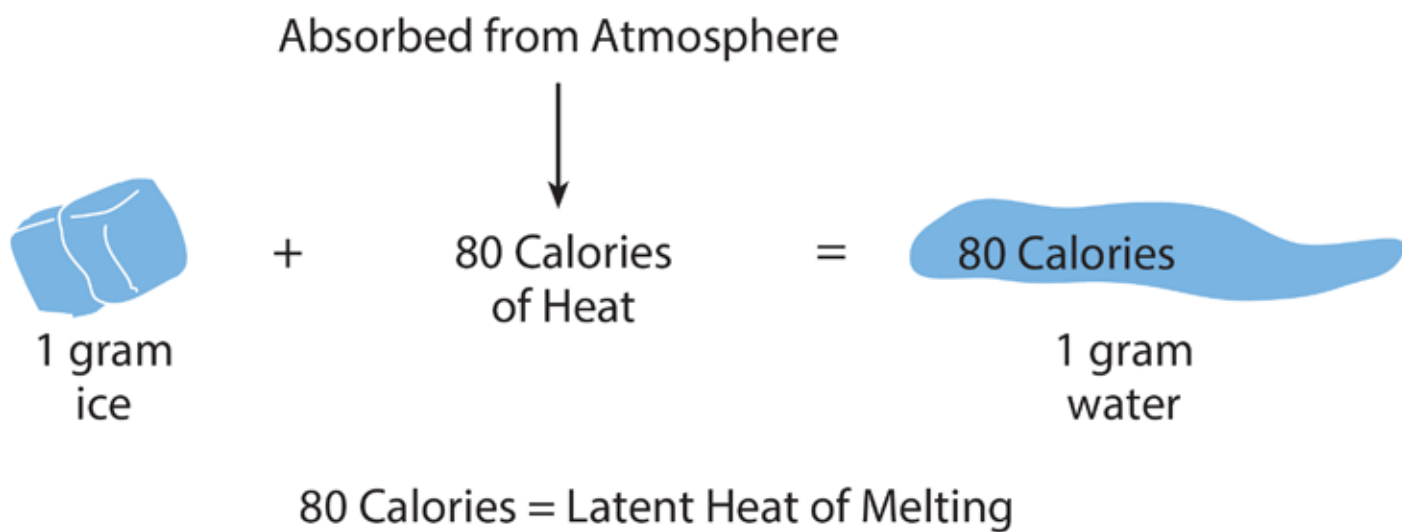 Absorbed from Atmosphere
+
80 Calories
of Heat
=
80 Calories
1 gram
ice
1 gram
water
80 Calories = Latent Heat of Melting